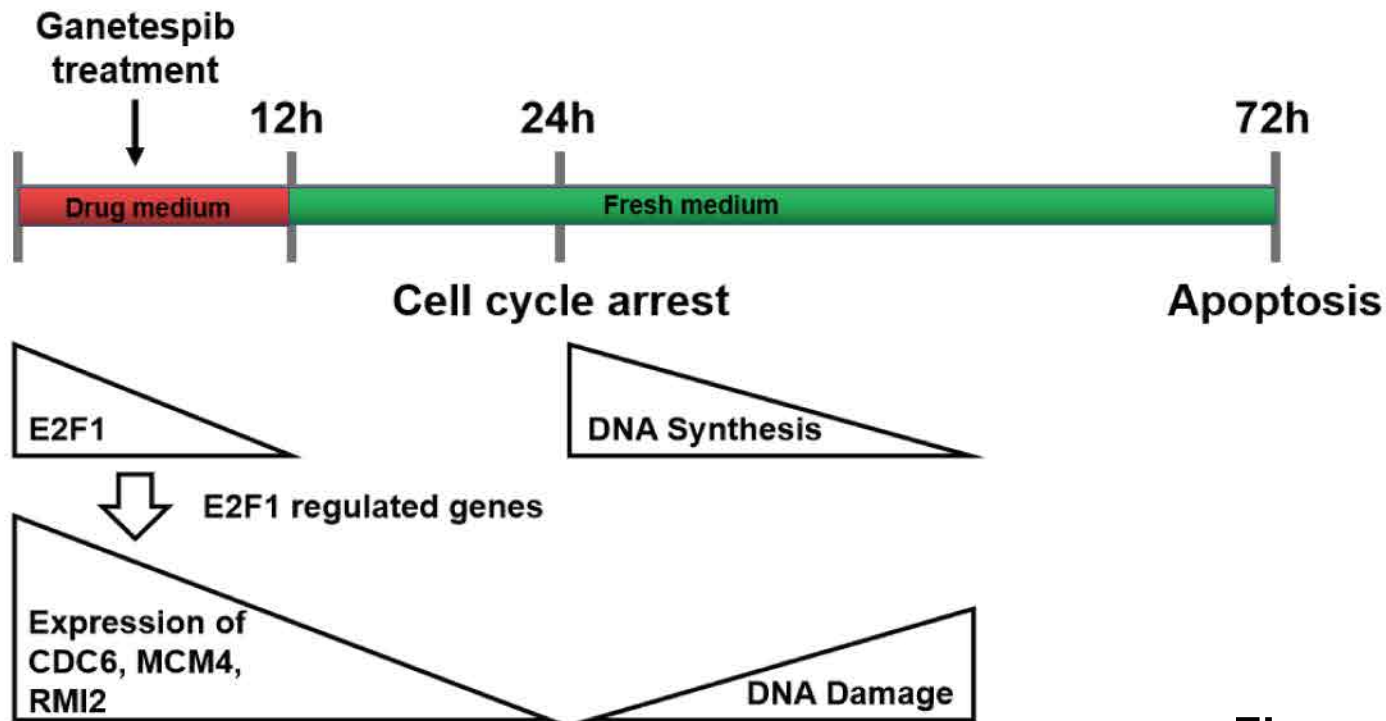 Ganetespib
treatment
12h
24h
72h
Drug medium
Fresh medium
Cell cycle arrest
Apoptosis
E2F1
DNA Synthesis
E2F1 regulated genes
Expression of
CDC6, MCM4,
RMI2
DNA Damage